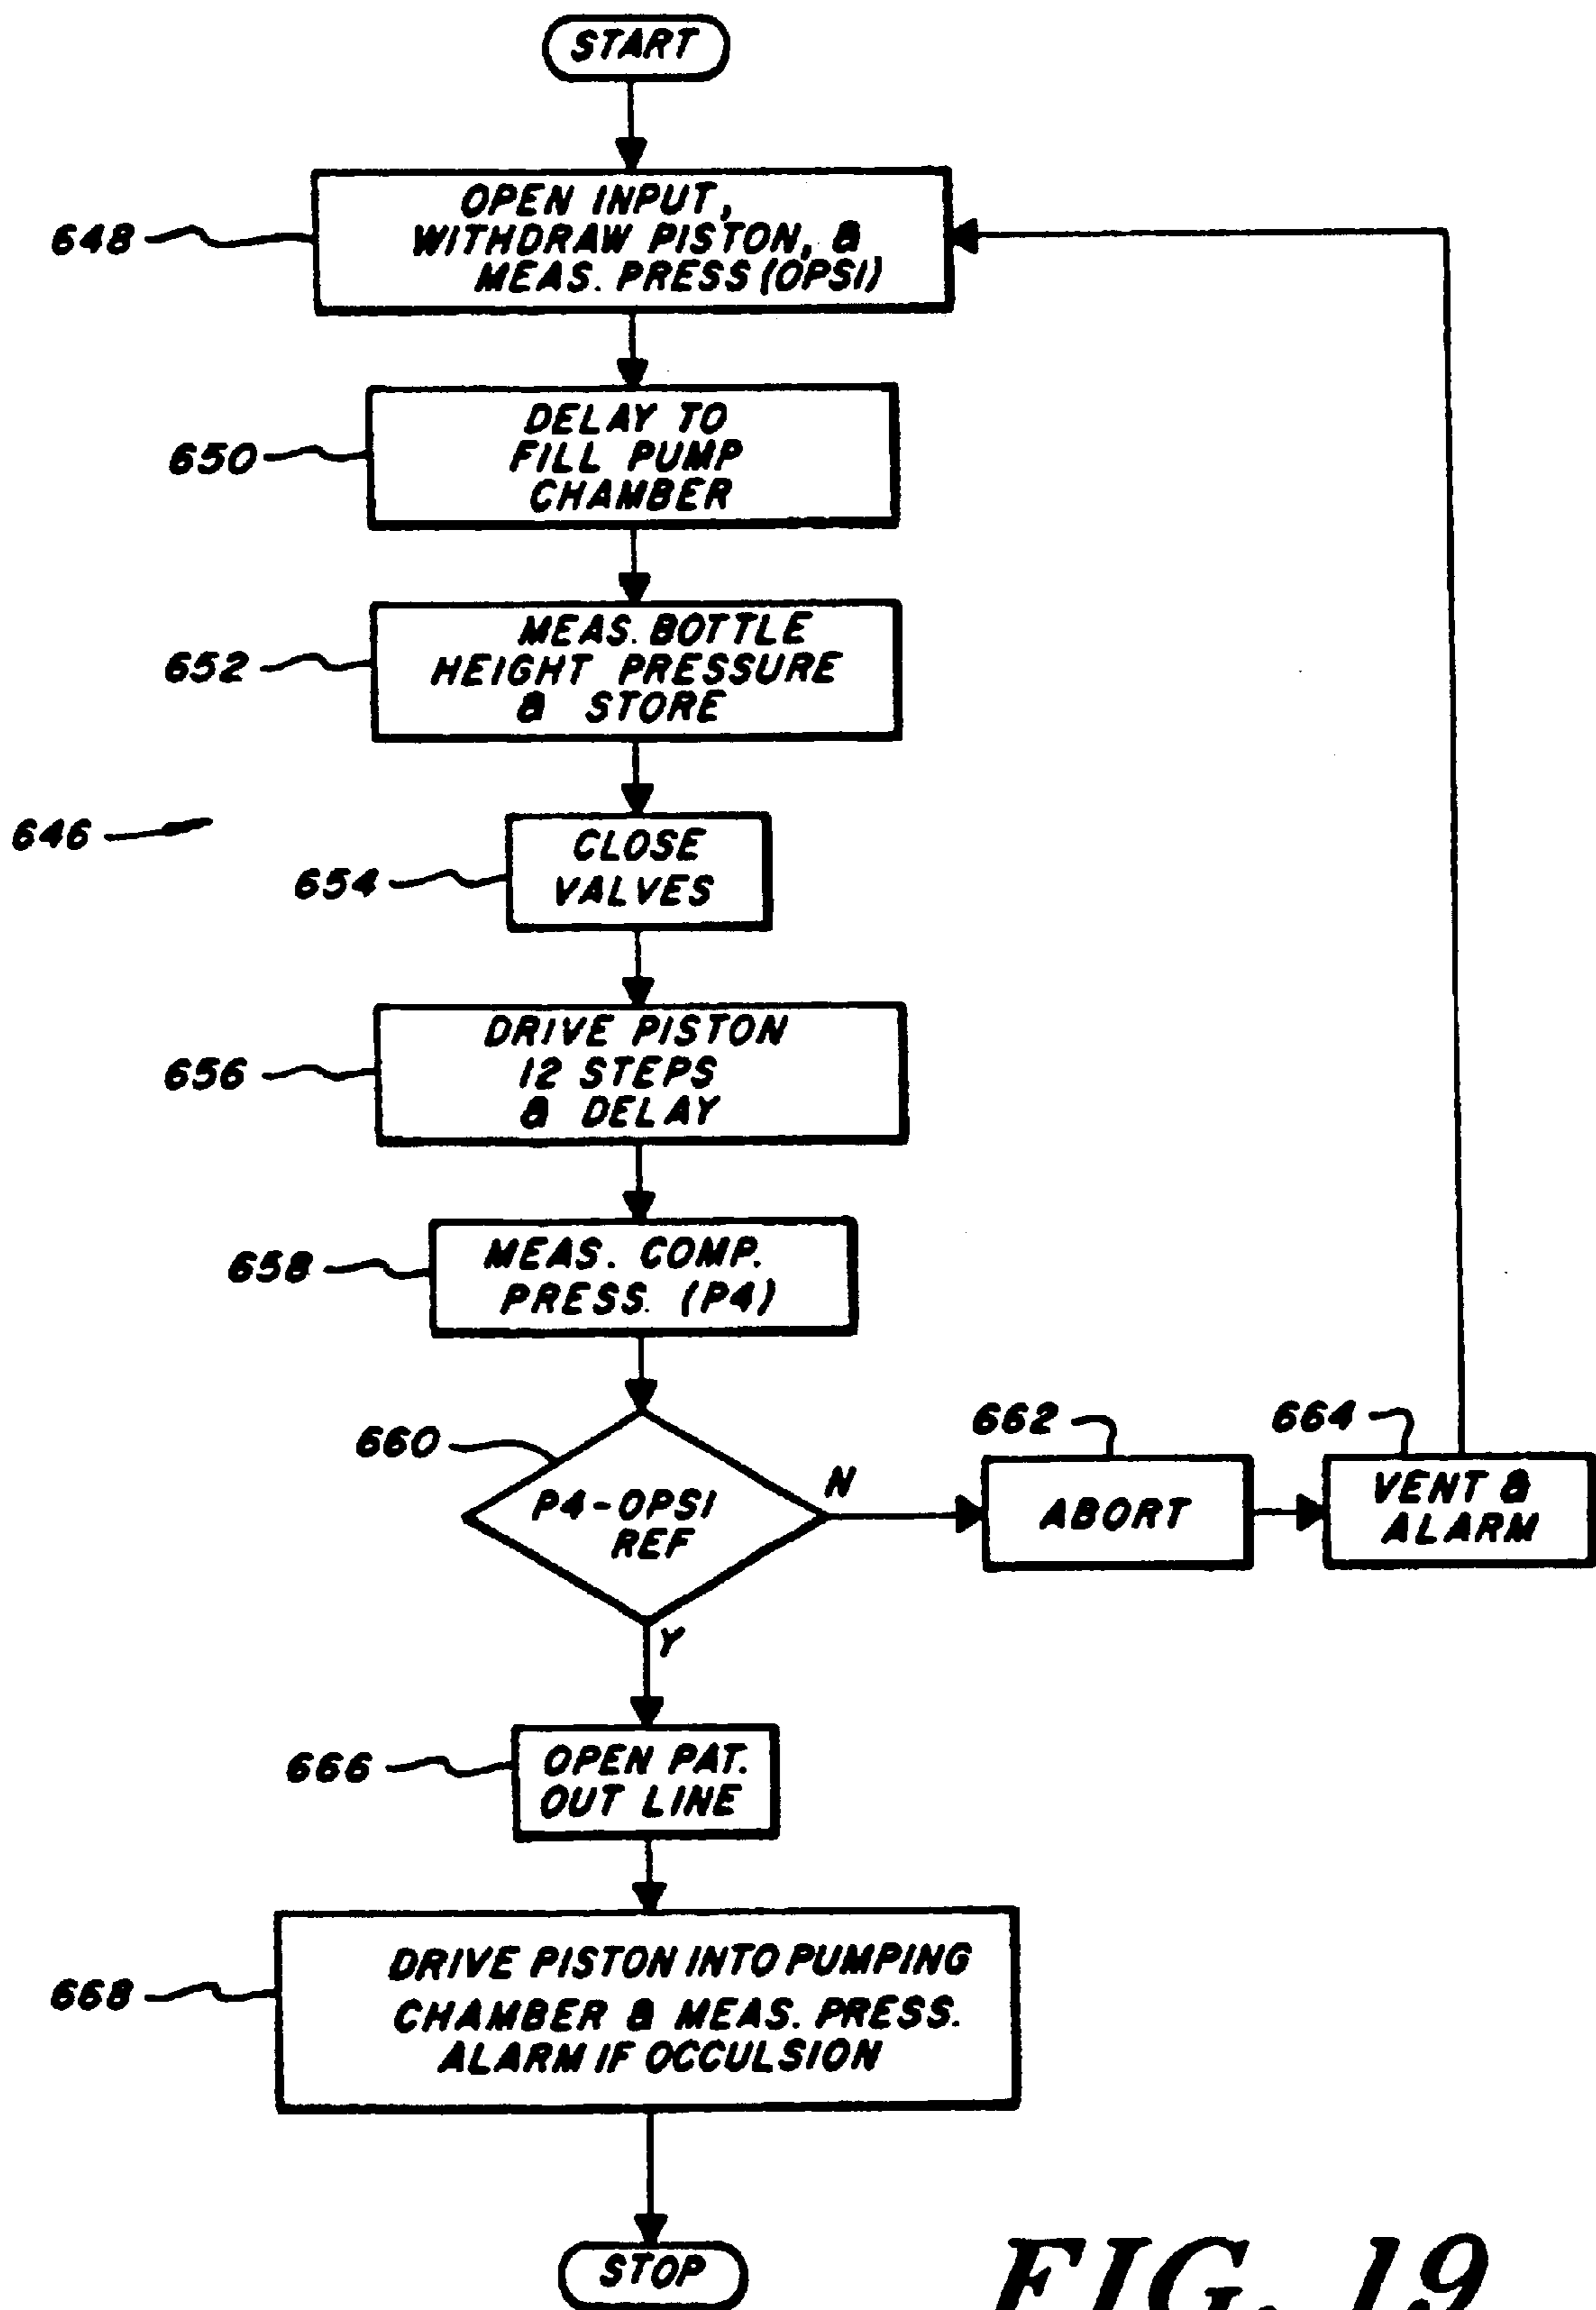 START
648
OPEN INPUT,
WITHDRAW PISTON, &
MEAS. PRESS (OPSI)
650
DELAY TO
FILL PUMP
CHAMBER
652
MEAS. BOTTLE
HEIGHT PRESSURE
& STORE
646
654
CLOSE
VALVES
656
DRIVE PISTON
12 STEPS
& DELAY
658
MEAS. COMP.
PRESS. (P4)
660
P4-OPSI
REF
N
Y
662
ABORT
664
VENT &
ALARM
666
OPEN PAT.
OUT LINE
668
DRIVE PISTON INTO PUMPING
CHAMBER & MEAS. PRESS.
ALARM IF OCCULSION
STOP
FIG. 19